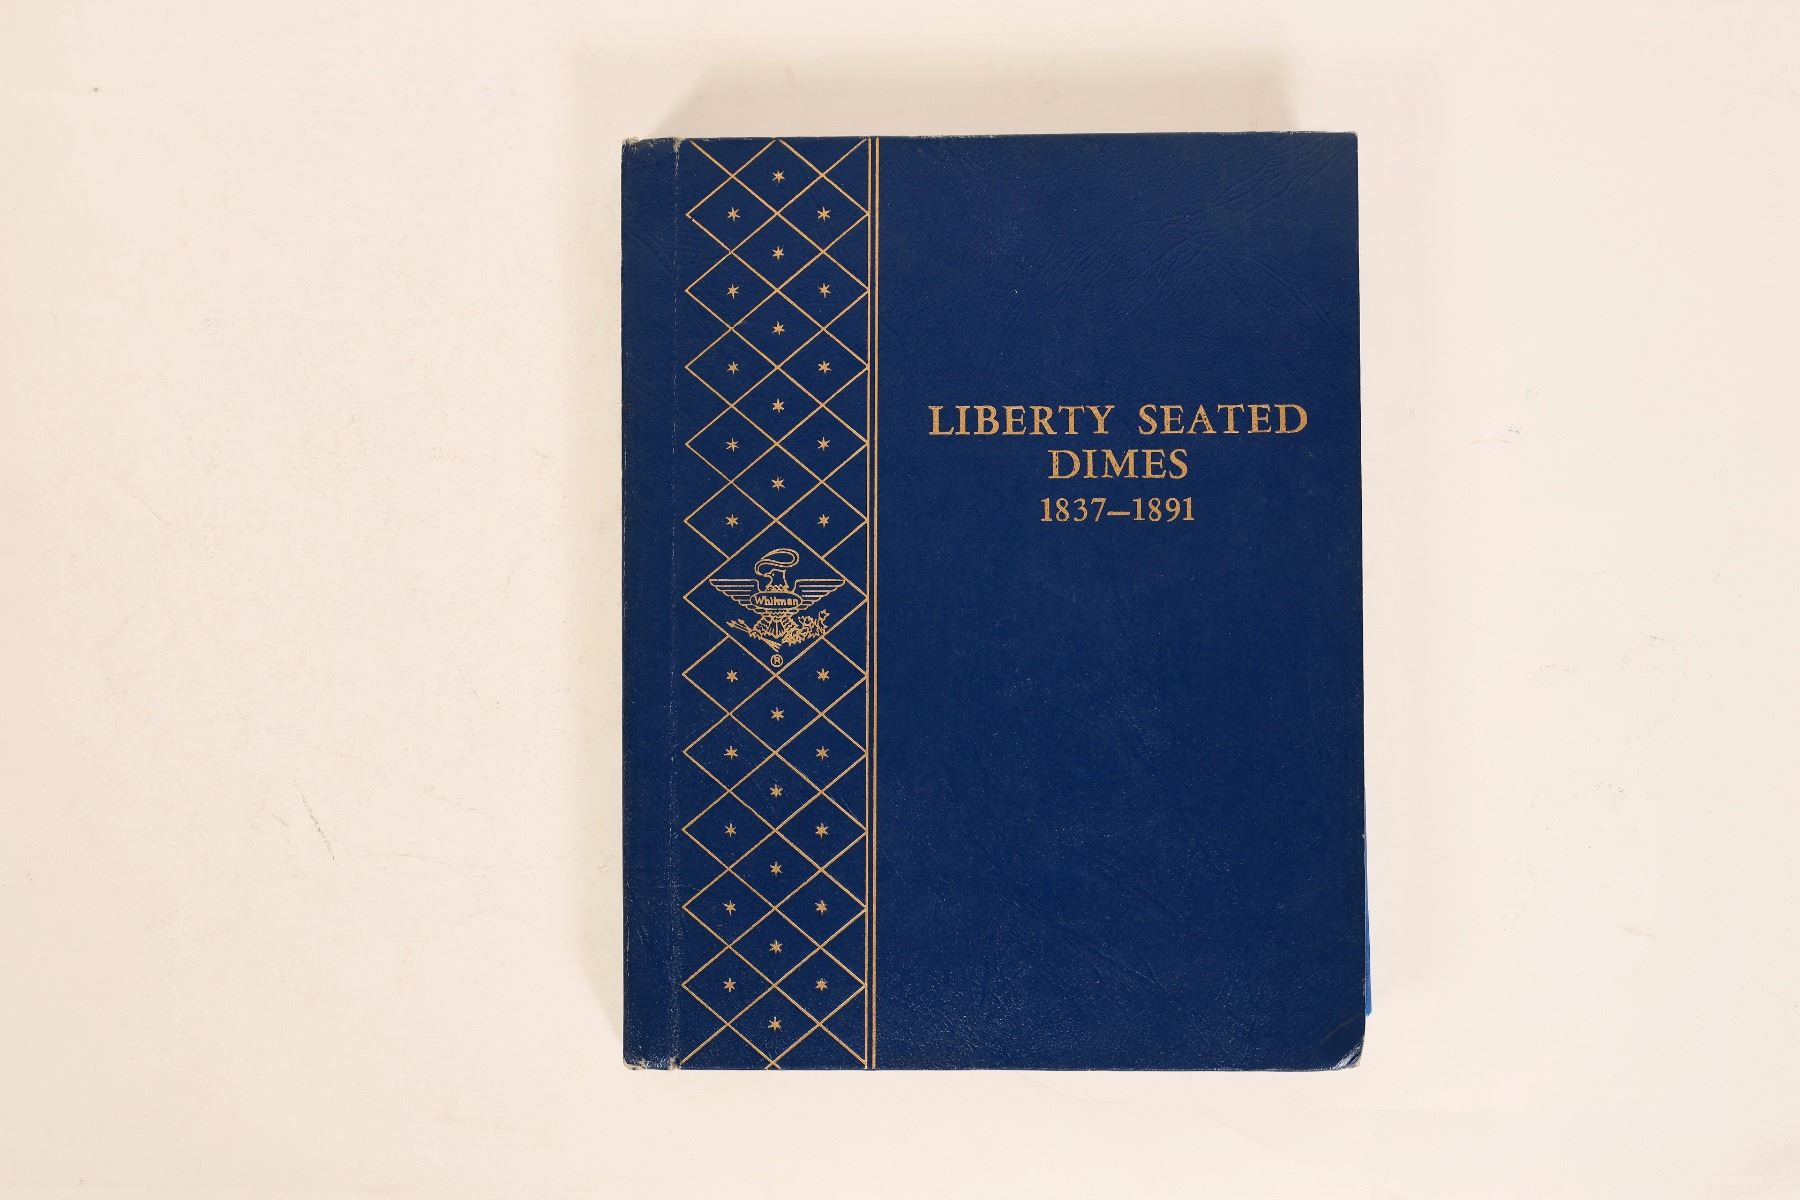 LIBERTY SEATED
DIMES
1837–1891
Whitman
®